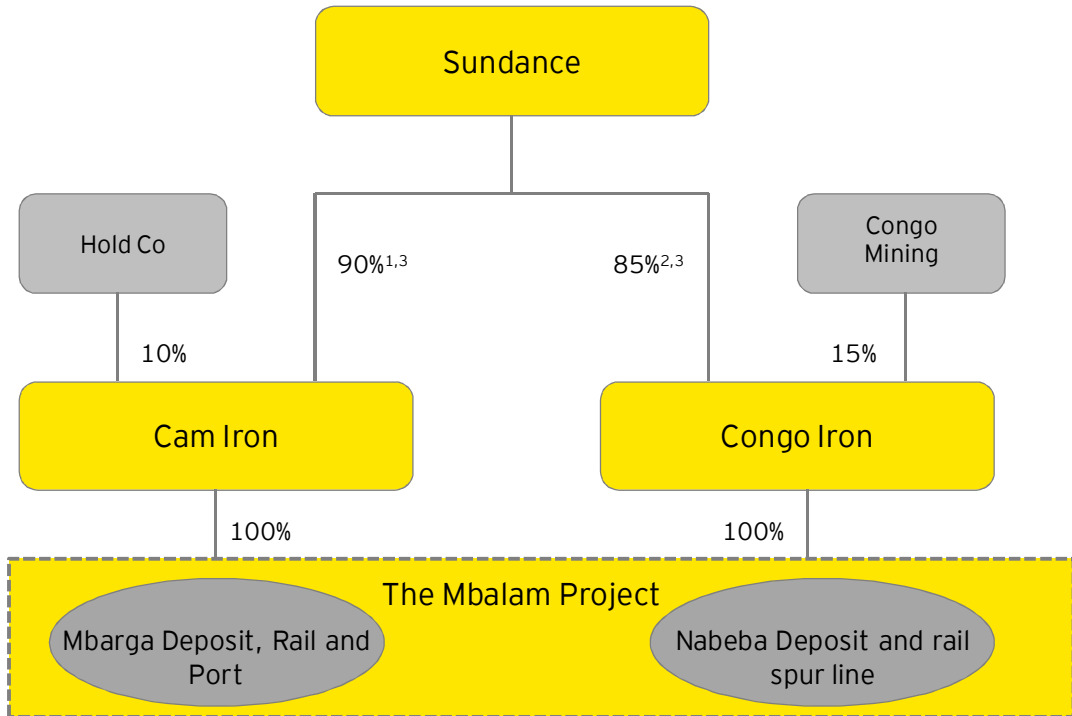 Sundance
Hold Co
Congo
Mining
90%1,3
85%2,3
10%
15%
Cam Iron
Congo Iron
100%
100%
The Mbalam Project
Mbarga Deposit, Rail and
Port
Nabeba Deposit and rail
spur line